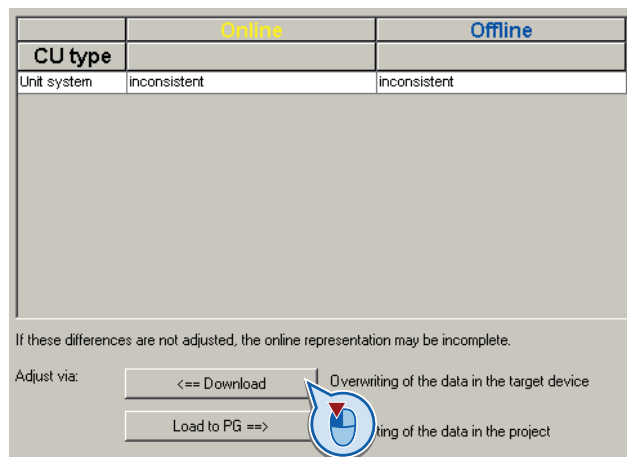 Online Offline
CU type
Unit system inconsistent inconsistent
If these differences are not adjusted, the online representation may be incomplete.
Adjust via: <== Download Overwriting of the data in the target device
Load to PG ==> ting of the data in the project